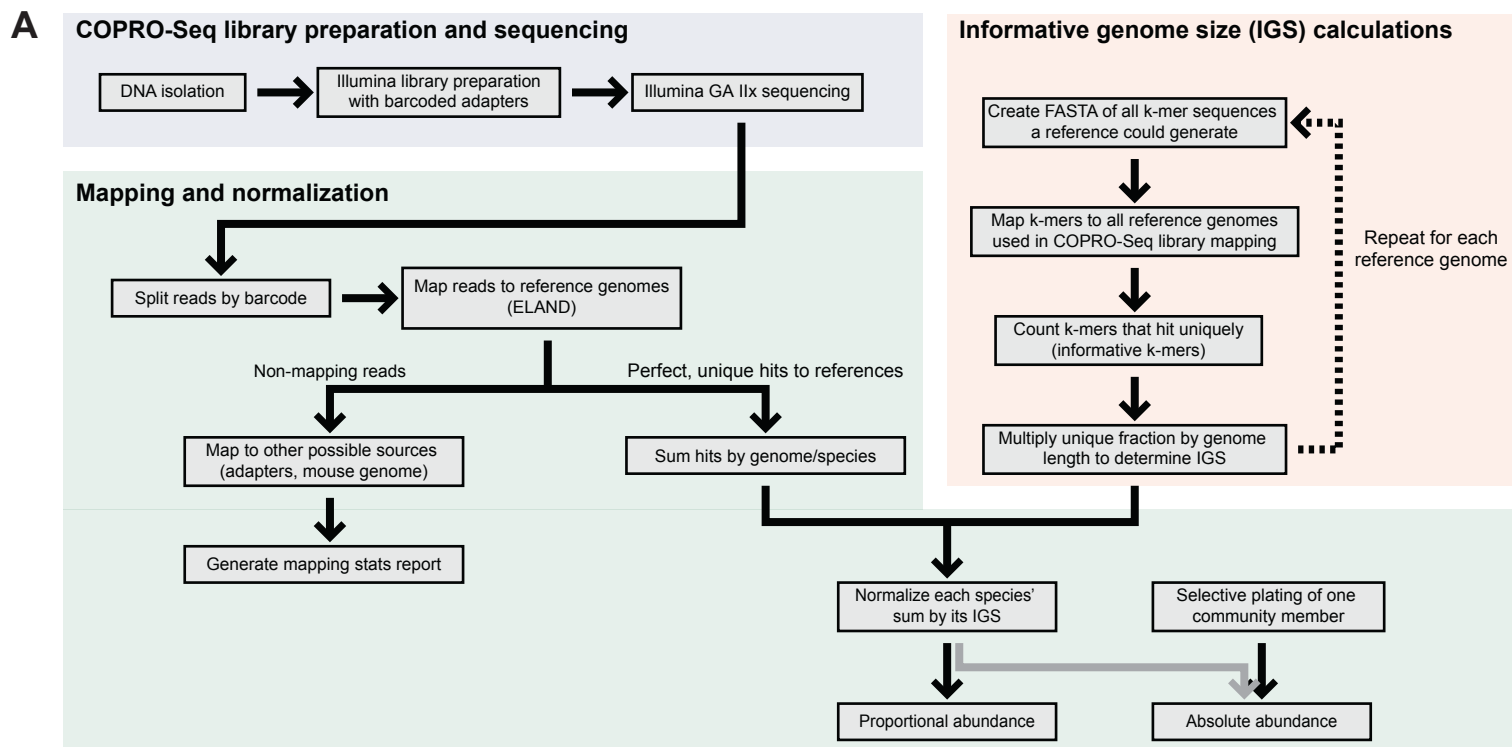 A
COPRO-Seq library preparation and sequencing
DNA isolation
Illumina library preparation
with barcoded adapters
Illumina GA IIx sequencing
Informative genome size (IGS) calculations
Create FASTA of all k-mer sequences
a reference could generate
Map k-mers to all reference genomes
used in COPRO-Seq library mapping
Count k-mers that hit uniquely
(informative k-mers)
Multiply unique fraction by genome
length to determine IGS
Repeat for each
reference genome
Mapping and normalization
Split reads by barcode
Map reads to reference genomes
(ELAND)
Non-mapping reads
Perfect, unique hits to references
Map to other possible sources
(adapters, mouse genome)
Sum hits by genome/species
Generate mapping stats report
Normalize each species’
sum by its IGS
Selective plating of one
community member
Proportional abundance
Absolute abundance